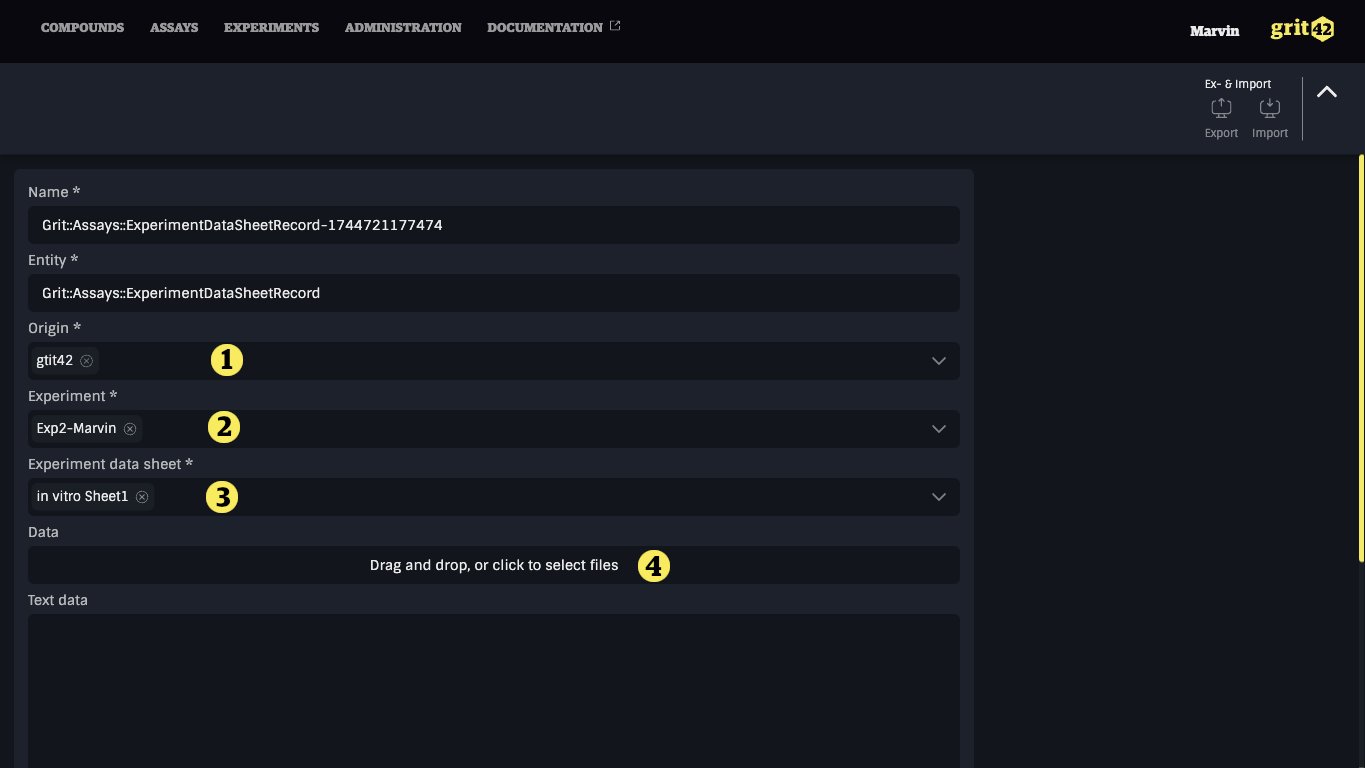 COMPOUNDS ASSAYS EXPERIMENTS ADMINISTRATION DOCUMENTATION Marvin grit42
Ex- & Import
Export Import
Name *
Grit::Assays::ExperimentDataSheetRecord-1744721177474
Entity *
Grit::Assays::ExperimentDataSheetRecord
Origin *
gtit42 1
Experiment *
Exp2-Marvin 2
Experiment data sheet *
in vitro Sheet1 3
Data
Drag and drop, or click to select files 4
Text data